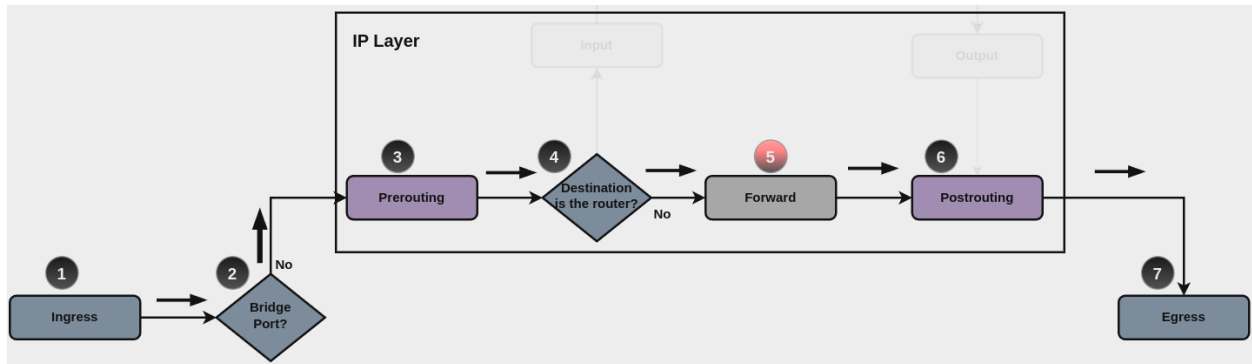 IP Layer
Input
Output
3
4
5
6
Prerouting
Destination
is the router?
No
Forward
Postrouting
1
2
No
7
Ingress
Bridge
Port?
Egress